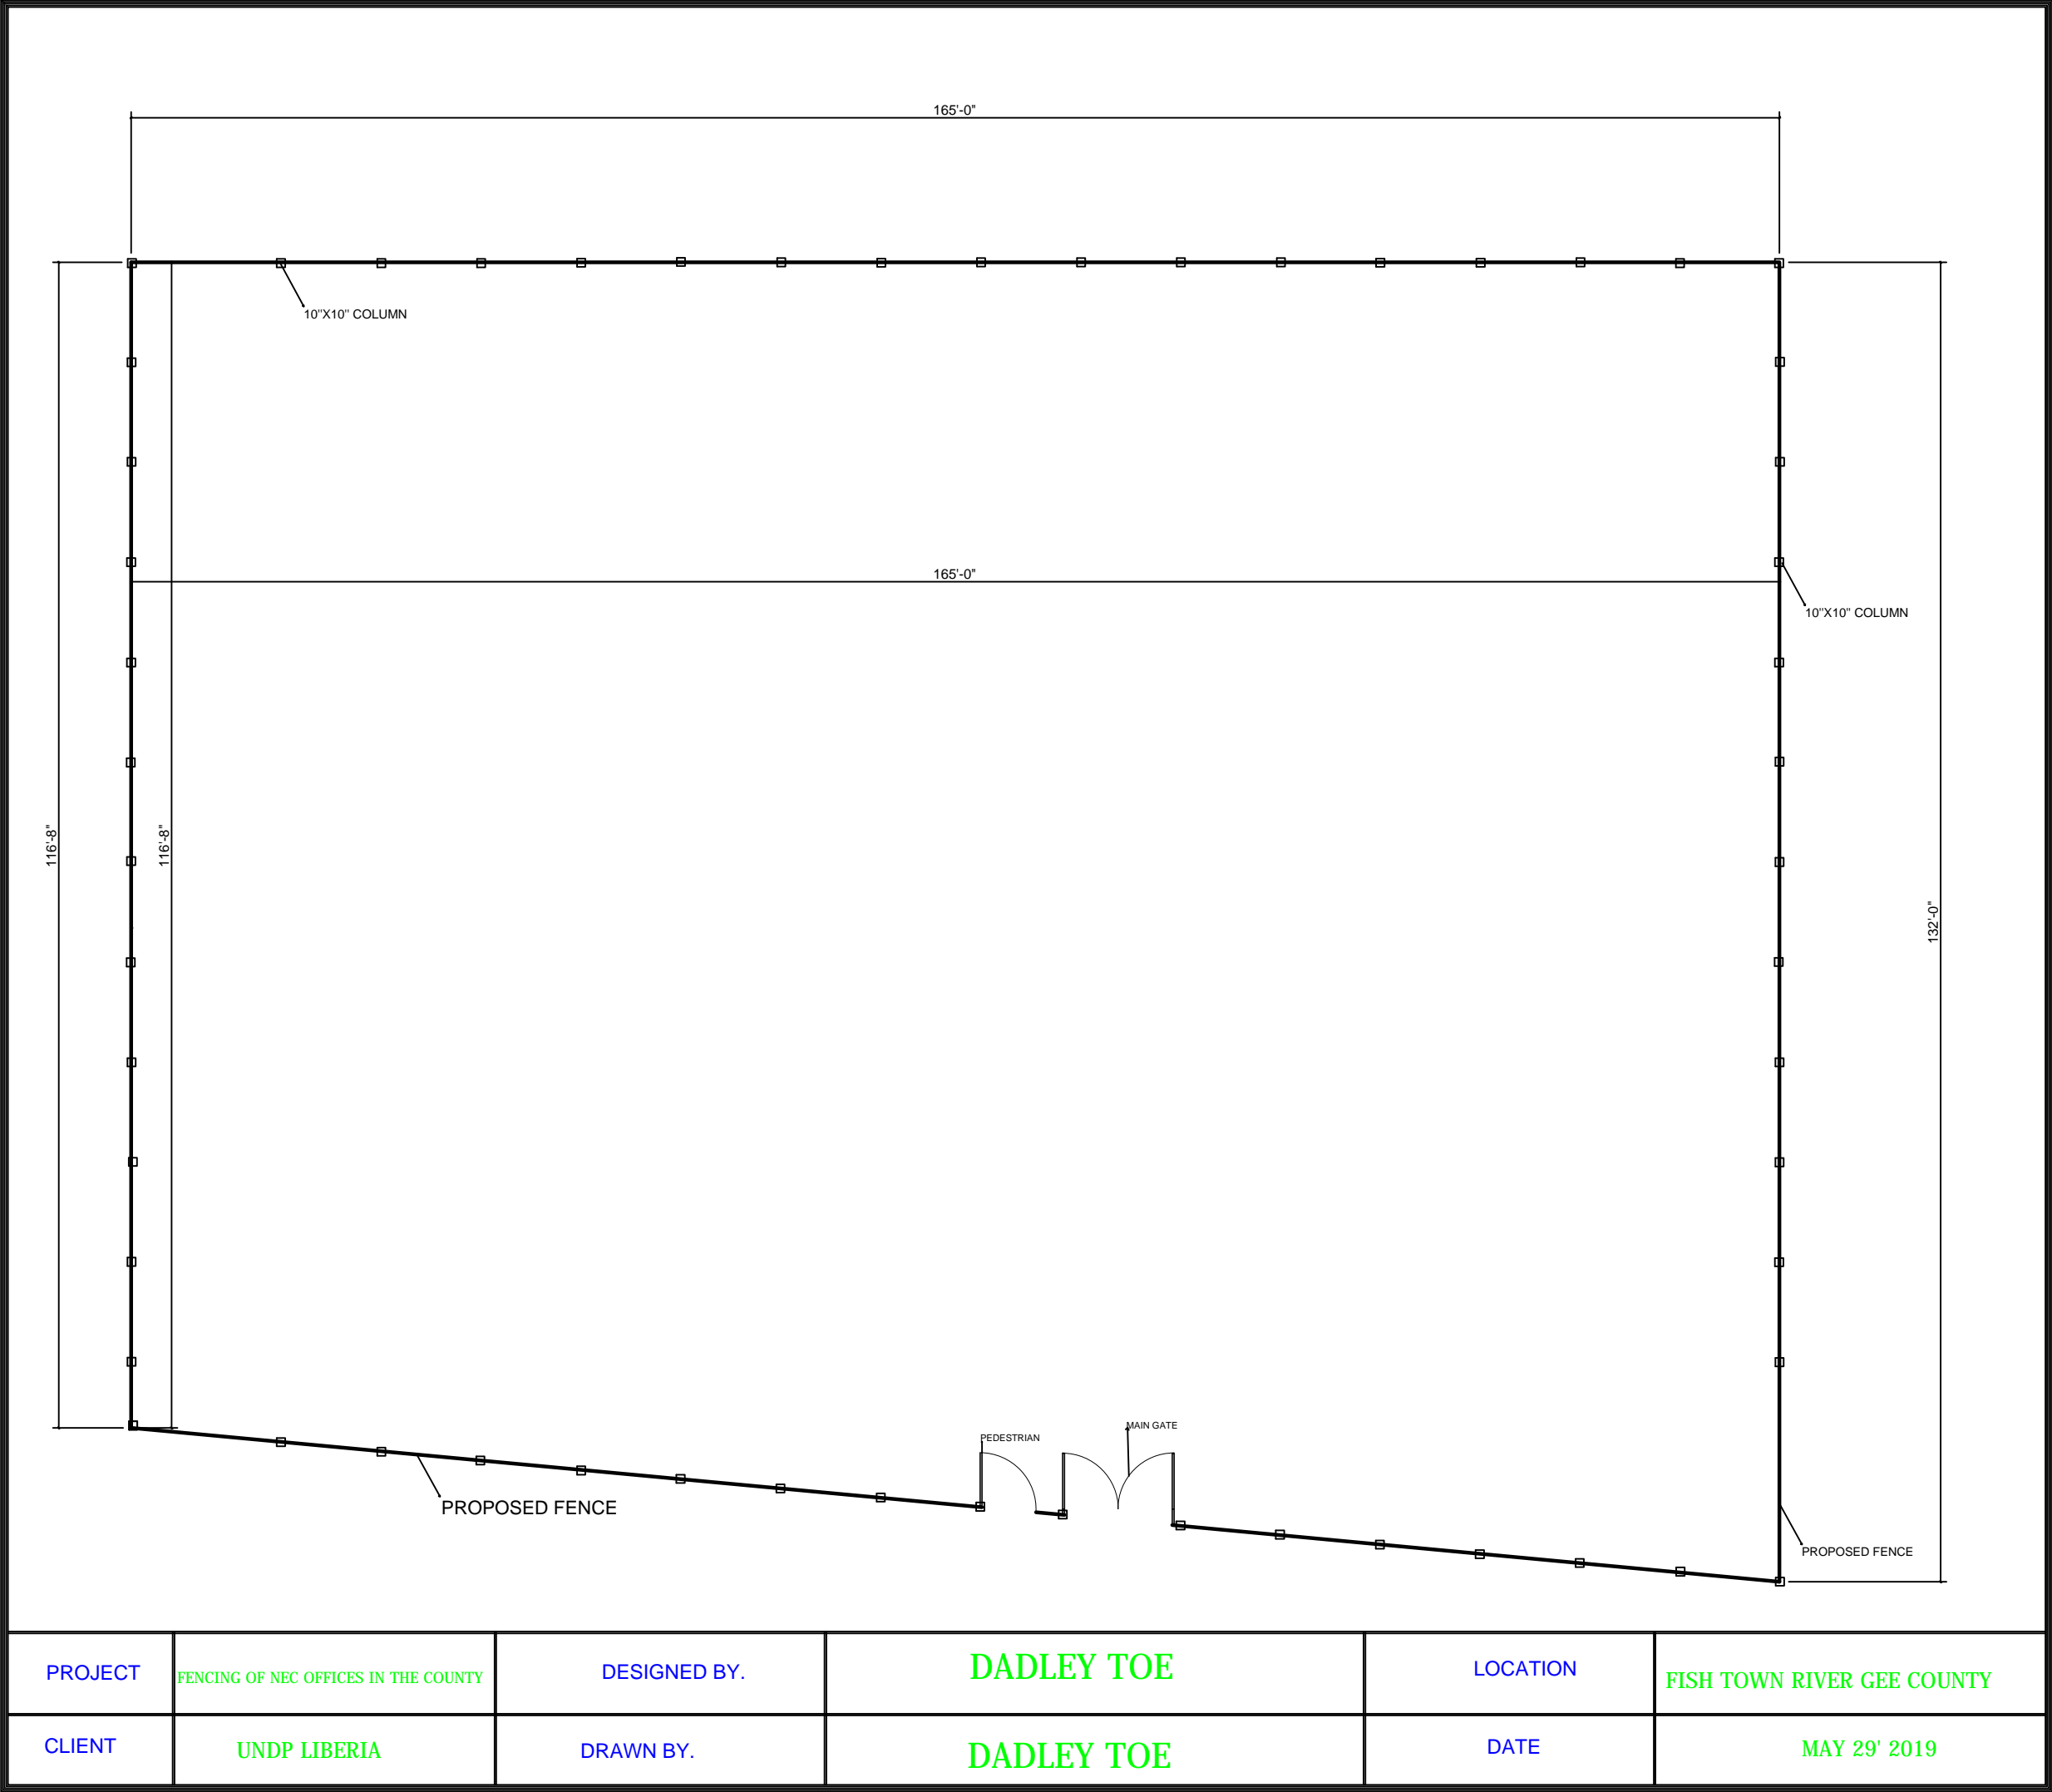 165'-0"
10"X10" COLUMN
165'-0"
10"X10" COLUMN
116'-8"
116'-8"
132'-0"
MAIN GATE
PEDESTRIAN
PROPOSED FENCE
PROPOSED FENCE
PROJECT
FENCING OF NEC OFFICES IN THE COUNTY
DESIGNED BY.
DADLEY TOE
LOCATION
FISH TOWN RIVER GEE COUNTY
CLIENT
UNDP LIBERIA
DRAWN BY.
DADLEY TOE
DATE
MAY 29' 2019